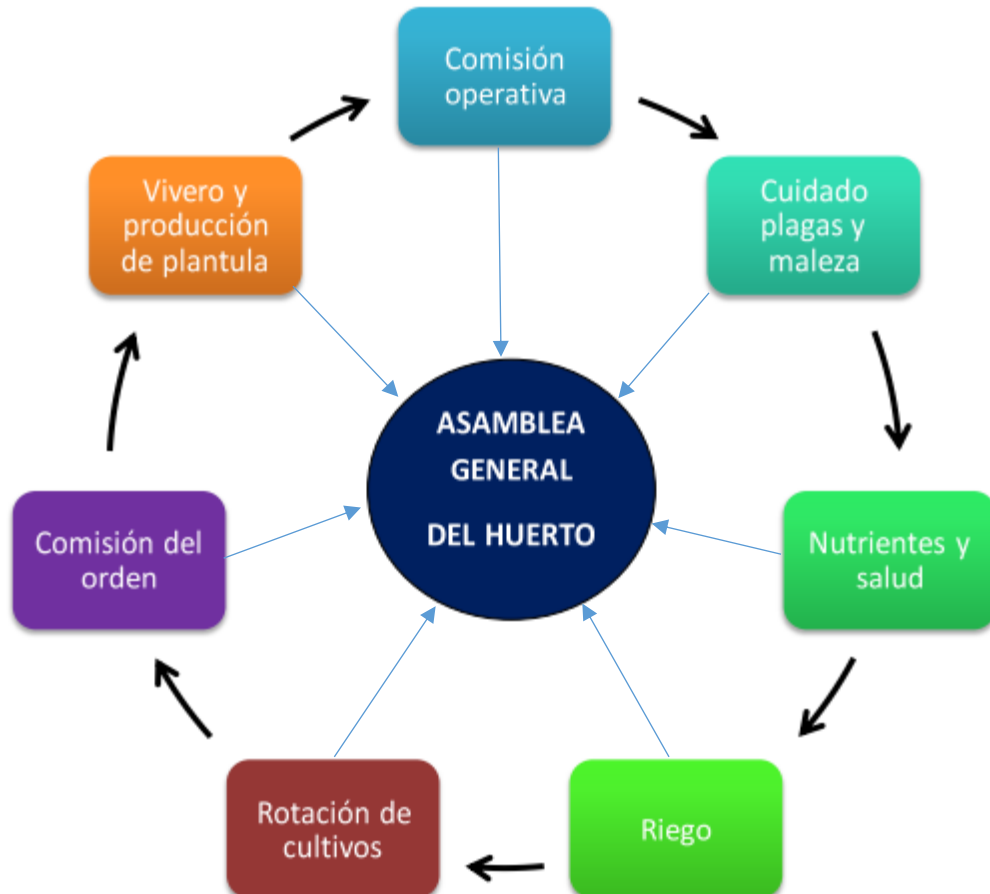 Comisión
operativa
Cuidado
plagas y
maleza
Nutrientes y
salud
Riego
Rotación de
cultivos
Comisión del
orden
Vivero y
producción
de plantula
ASAMBLEA
GENERAL
DEL HUERTO